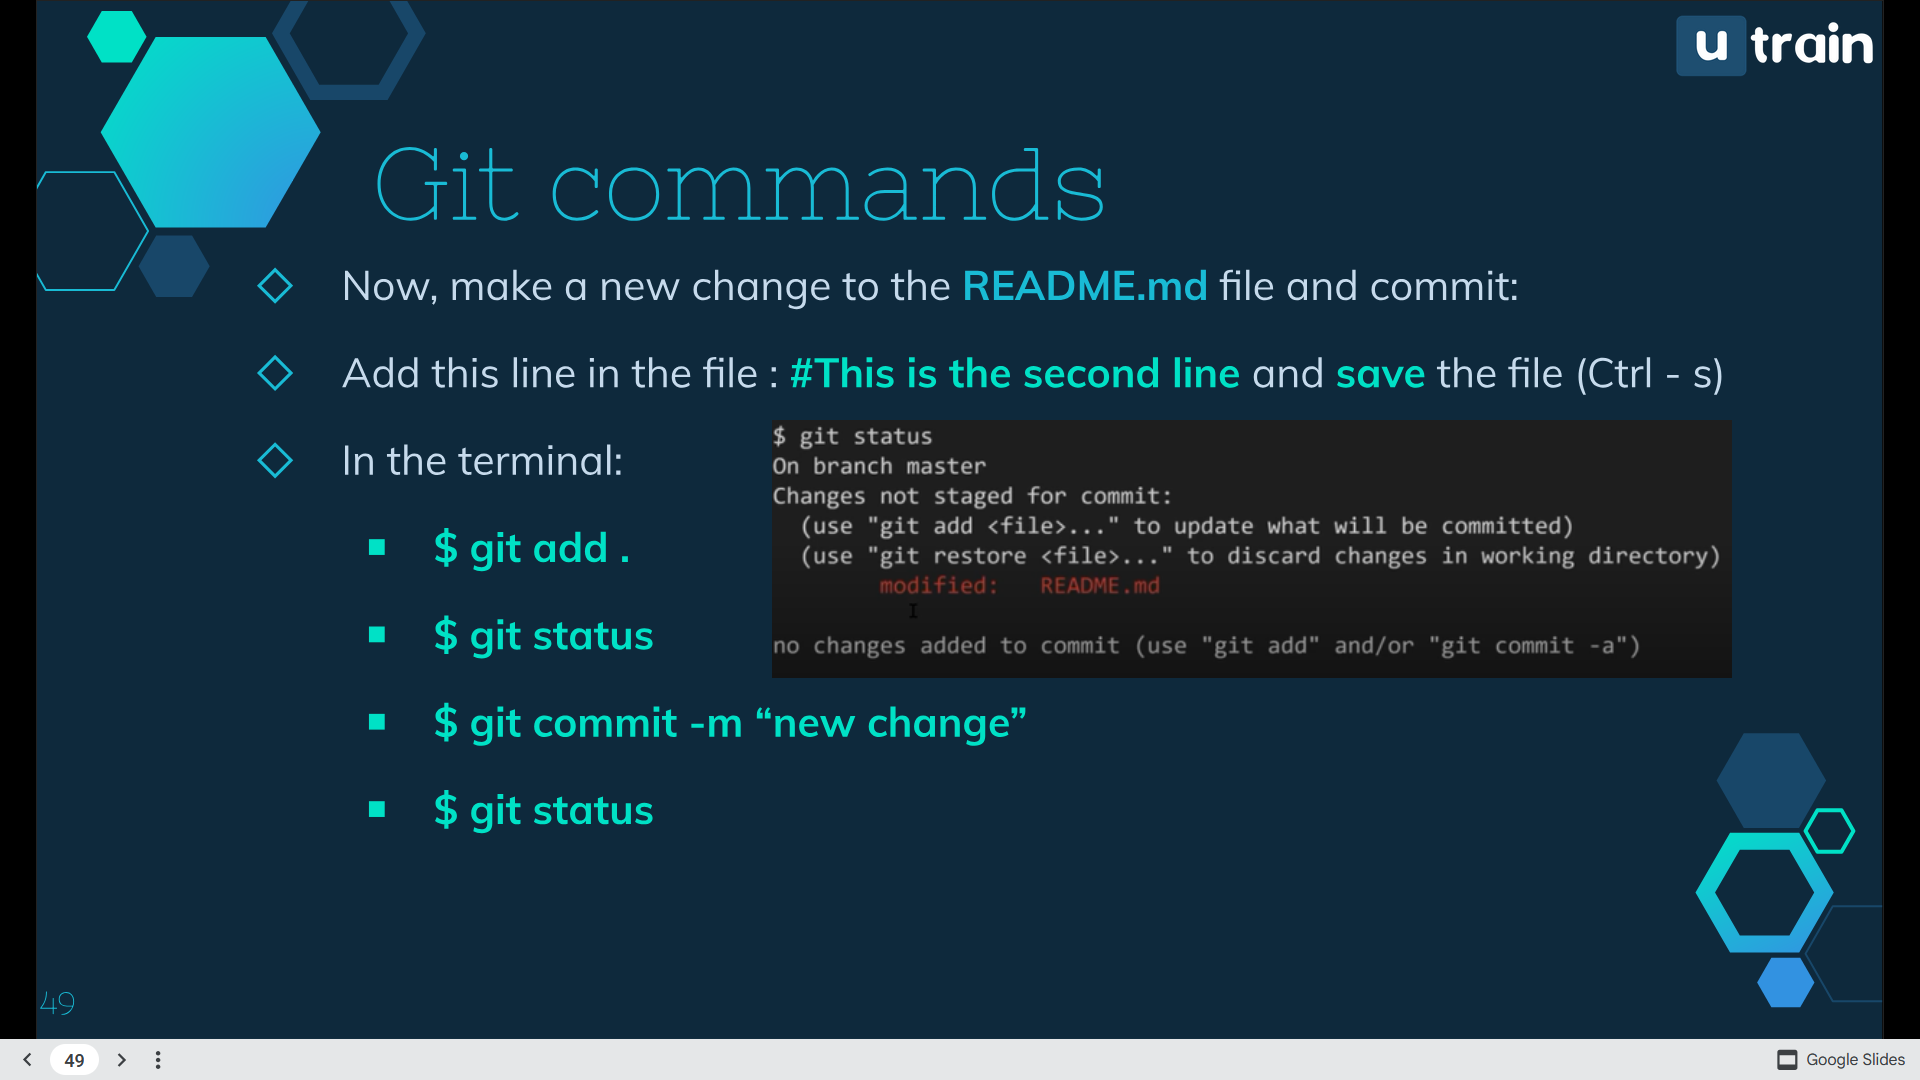 u train
Git commands
Now, make a new change to the README.md file and commit:
Add this line in the file : #This is the second line and save the file (Ctrl - s)
In the terminal:
$ git add .
$ git status
$ git commit -m “new change”
$ git status
$ git status
On branch master
Changes not staged for commit:
(use "git add <file>..." to update what will be committed)
(use "git restore <file>..." to discard changes in working directory)
modified: README.md
no changes added to commit (use "git add" and/or "git commit -a")
49
49
Google Slides